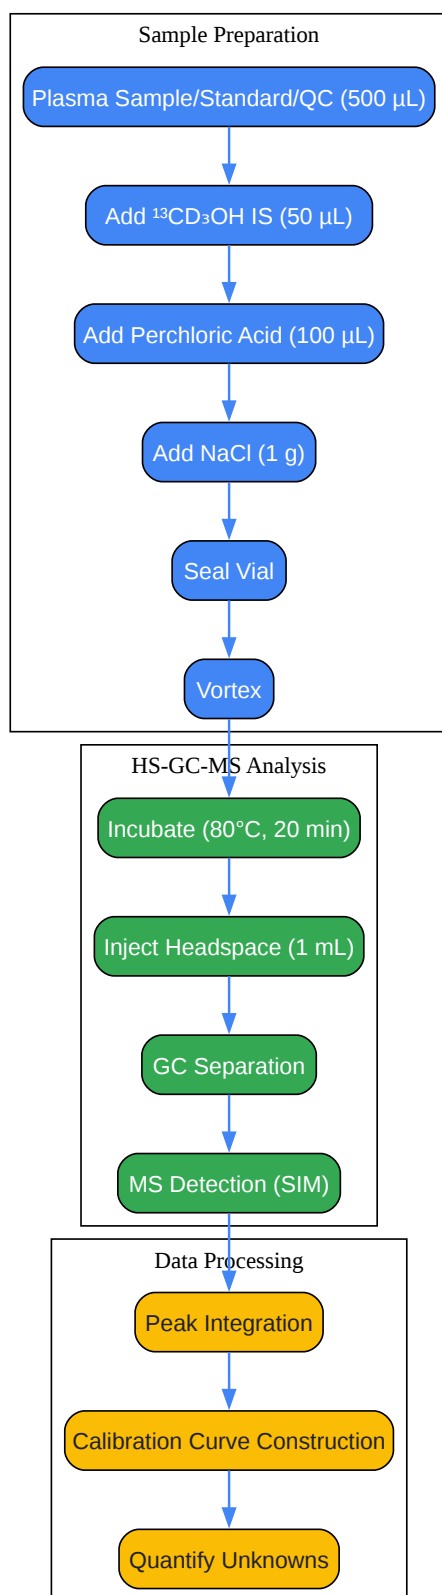 Sample Preparation
Plasma Sample/Standard/QC (500 µL)
Add ¹³CD₃OH IS (50 µL)
Add Perchloric Acid (100 µL)
Add NaCl (1 g)
Seal Vial
Vortex
HS-GC-MS Analysis
Incubate (80°C, 20 min)
Inject Headspace (1 mL)
GC Separation
MS Detection (SIM)
Data Processing
Peak Integration
Calibration Curve Construction
Quantify Unknowns